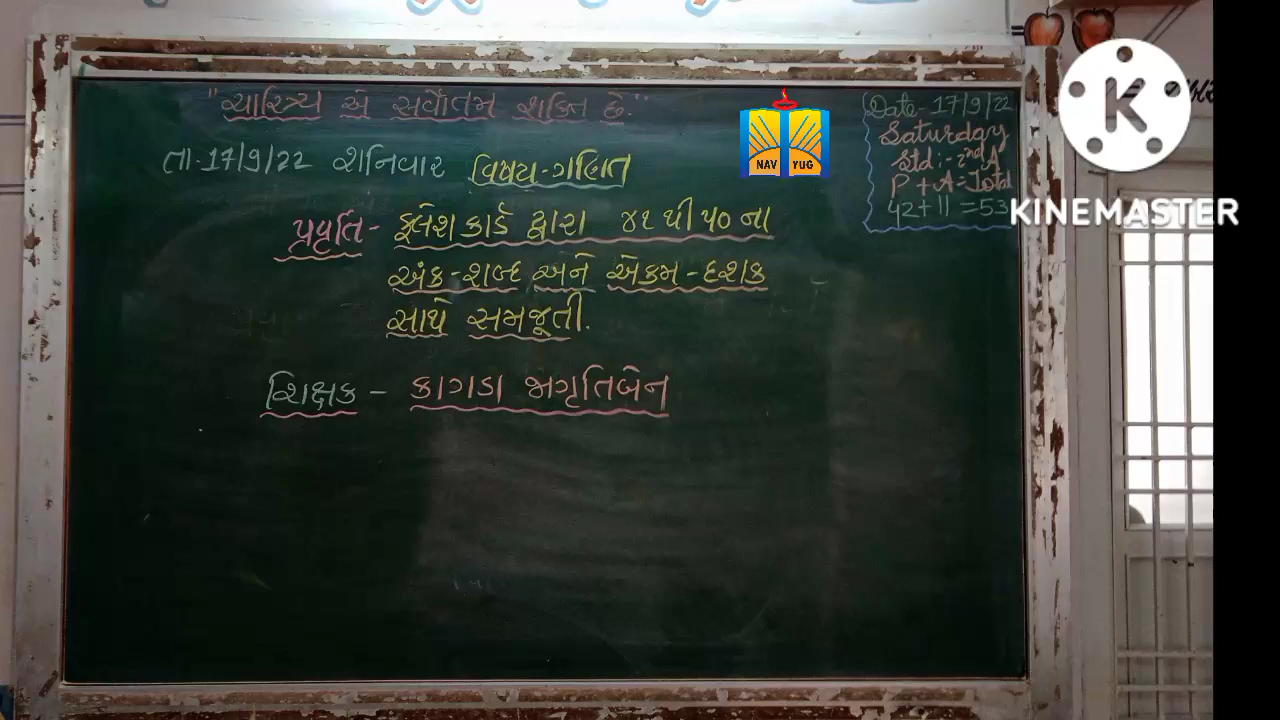 "ચારિત્ર્ય એ સર્વોતમ શક્તિ છે."
તા.17/9/22 શનિવાર વિષય-ગણિત
પ્રવૃતિ- ફ્લેશ કાર્ડ દ્વારા ૪૧ થી ૫૦ ના
અંક-શબ્દ અને એકમ-દશક
સાથે સમજૂતી.
શિક્ષક - કાગડા જાગૃતિબેન
NAV YUG
Date-17/9/22
Saturday
Std:-2nd A
P + A = Total
42+11=53
K
KINEMASTER